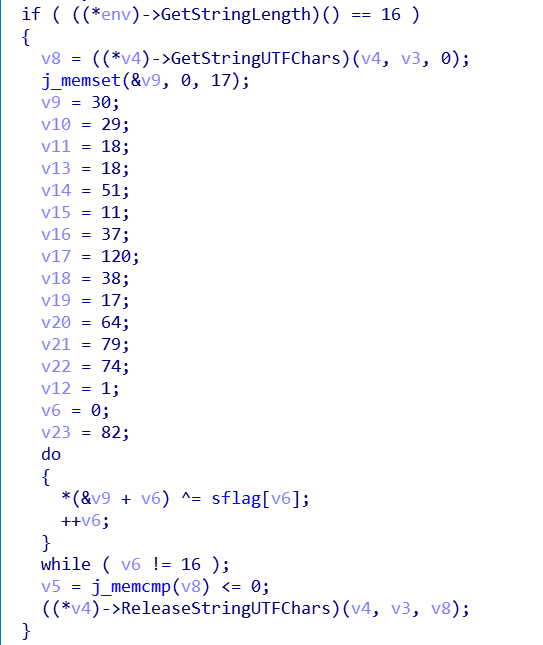 if ( ((*env)->GetStringLength)() == 16 )
{
v8 = ((*v4)->GetStringUTFChars)(v4, v3, 0);
j_memset(&v9, 0, 17);
v9 = 30;
v10 = 29;
v11 = 18;
v13 = 18;
v14 = 51;
v15 = 11;
v16 = 37;
v17 = 120;
v18 = 38;
v19 = 17;
v20 = 64;
v21 = 79;
v22 = 74;
v12 = 1;
v6 = 0;
v23 = 82;
do
{
*(&v9 + v6) ^= sflag[v6];
++v6;
}
while ( v6 != 16 );
v5 = j_memcmp(v8) <= 0;
((*v4)->ReleaseStringUTFChars)(v4, v3, v8);
}